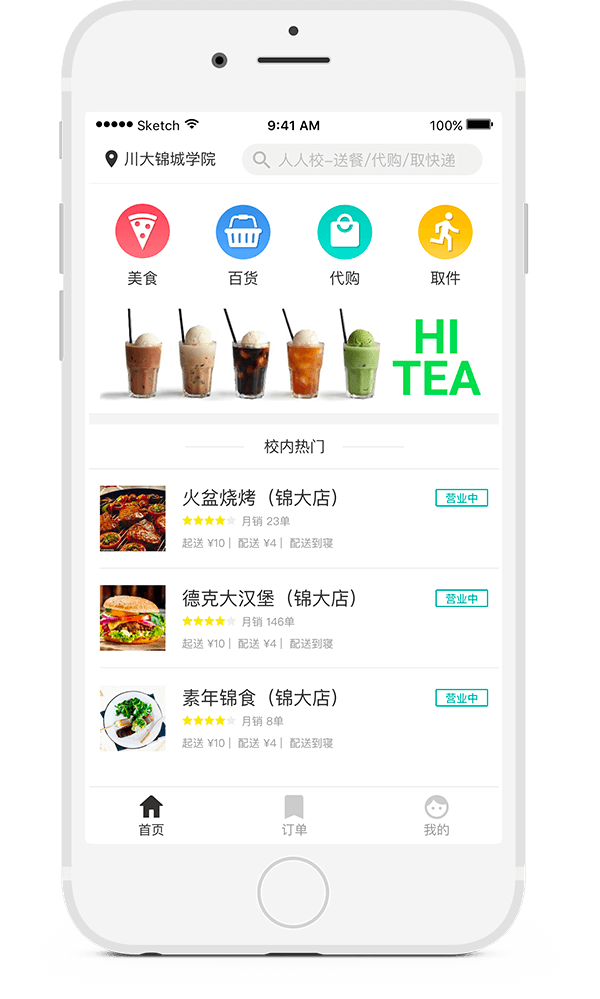 Sketch 9:41 AM 100%
川大锦城学院 人人校-送餐/代购/取快递
美食 百货 代购 取件
HI
TEA
校内热门
火盆烧烤（锦大店） 营业中
月销 23单
起送 ¥10 | 配送 ¥4 | 配送到寝
德克大汉堡（锦大店） 营业中
月销 146单
起送 ¥10 | 配送 ¥4 | 配送到寝
素年锦食（锦大店） 营业中
月销 8单
起送 ¥10 | 配送 ¥4 | 配送到寝
首页 订单 我的